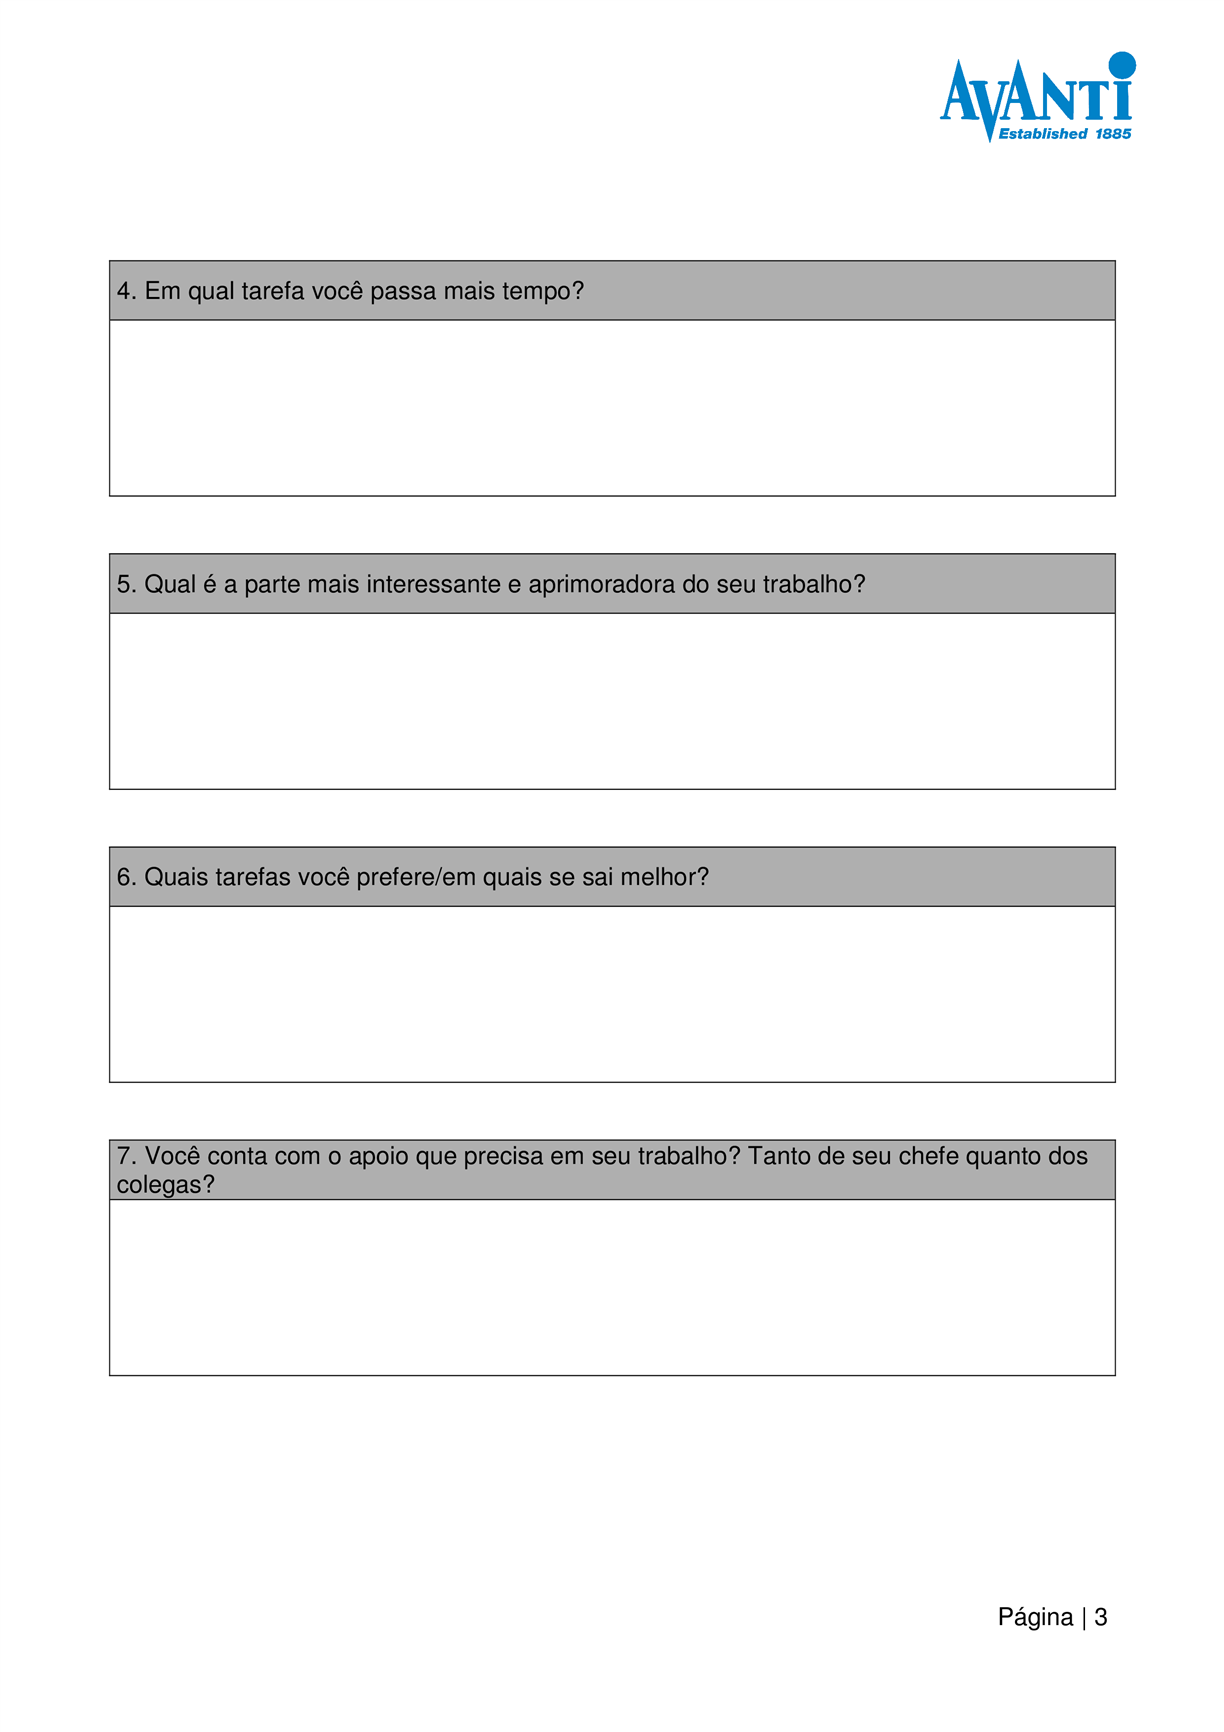 AVANTI
Established 1885
4. Em qual tarefa você passa mais tempo?
5. Qual é a parte mais interessante e aprimoradora do seu trabalho?
6. Quais tarefas você prefere/em quais se sai melhor?
7. Você conta com o apoio que precisa em seu trabalho? Tanto de seu chefe quanto dos
colegas?
Página | 3